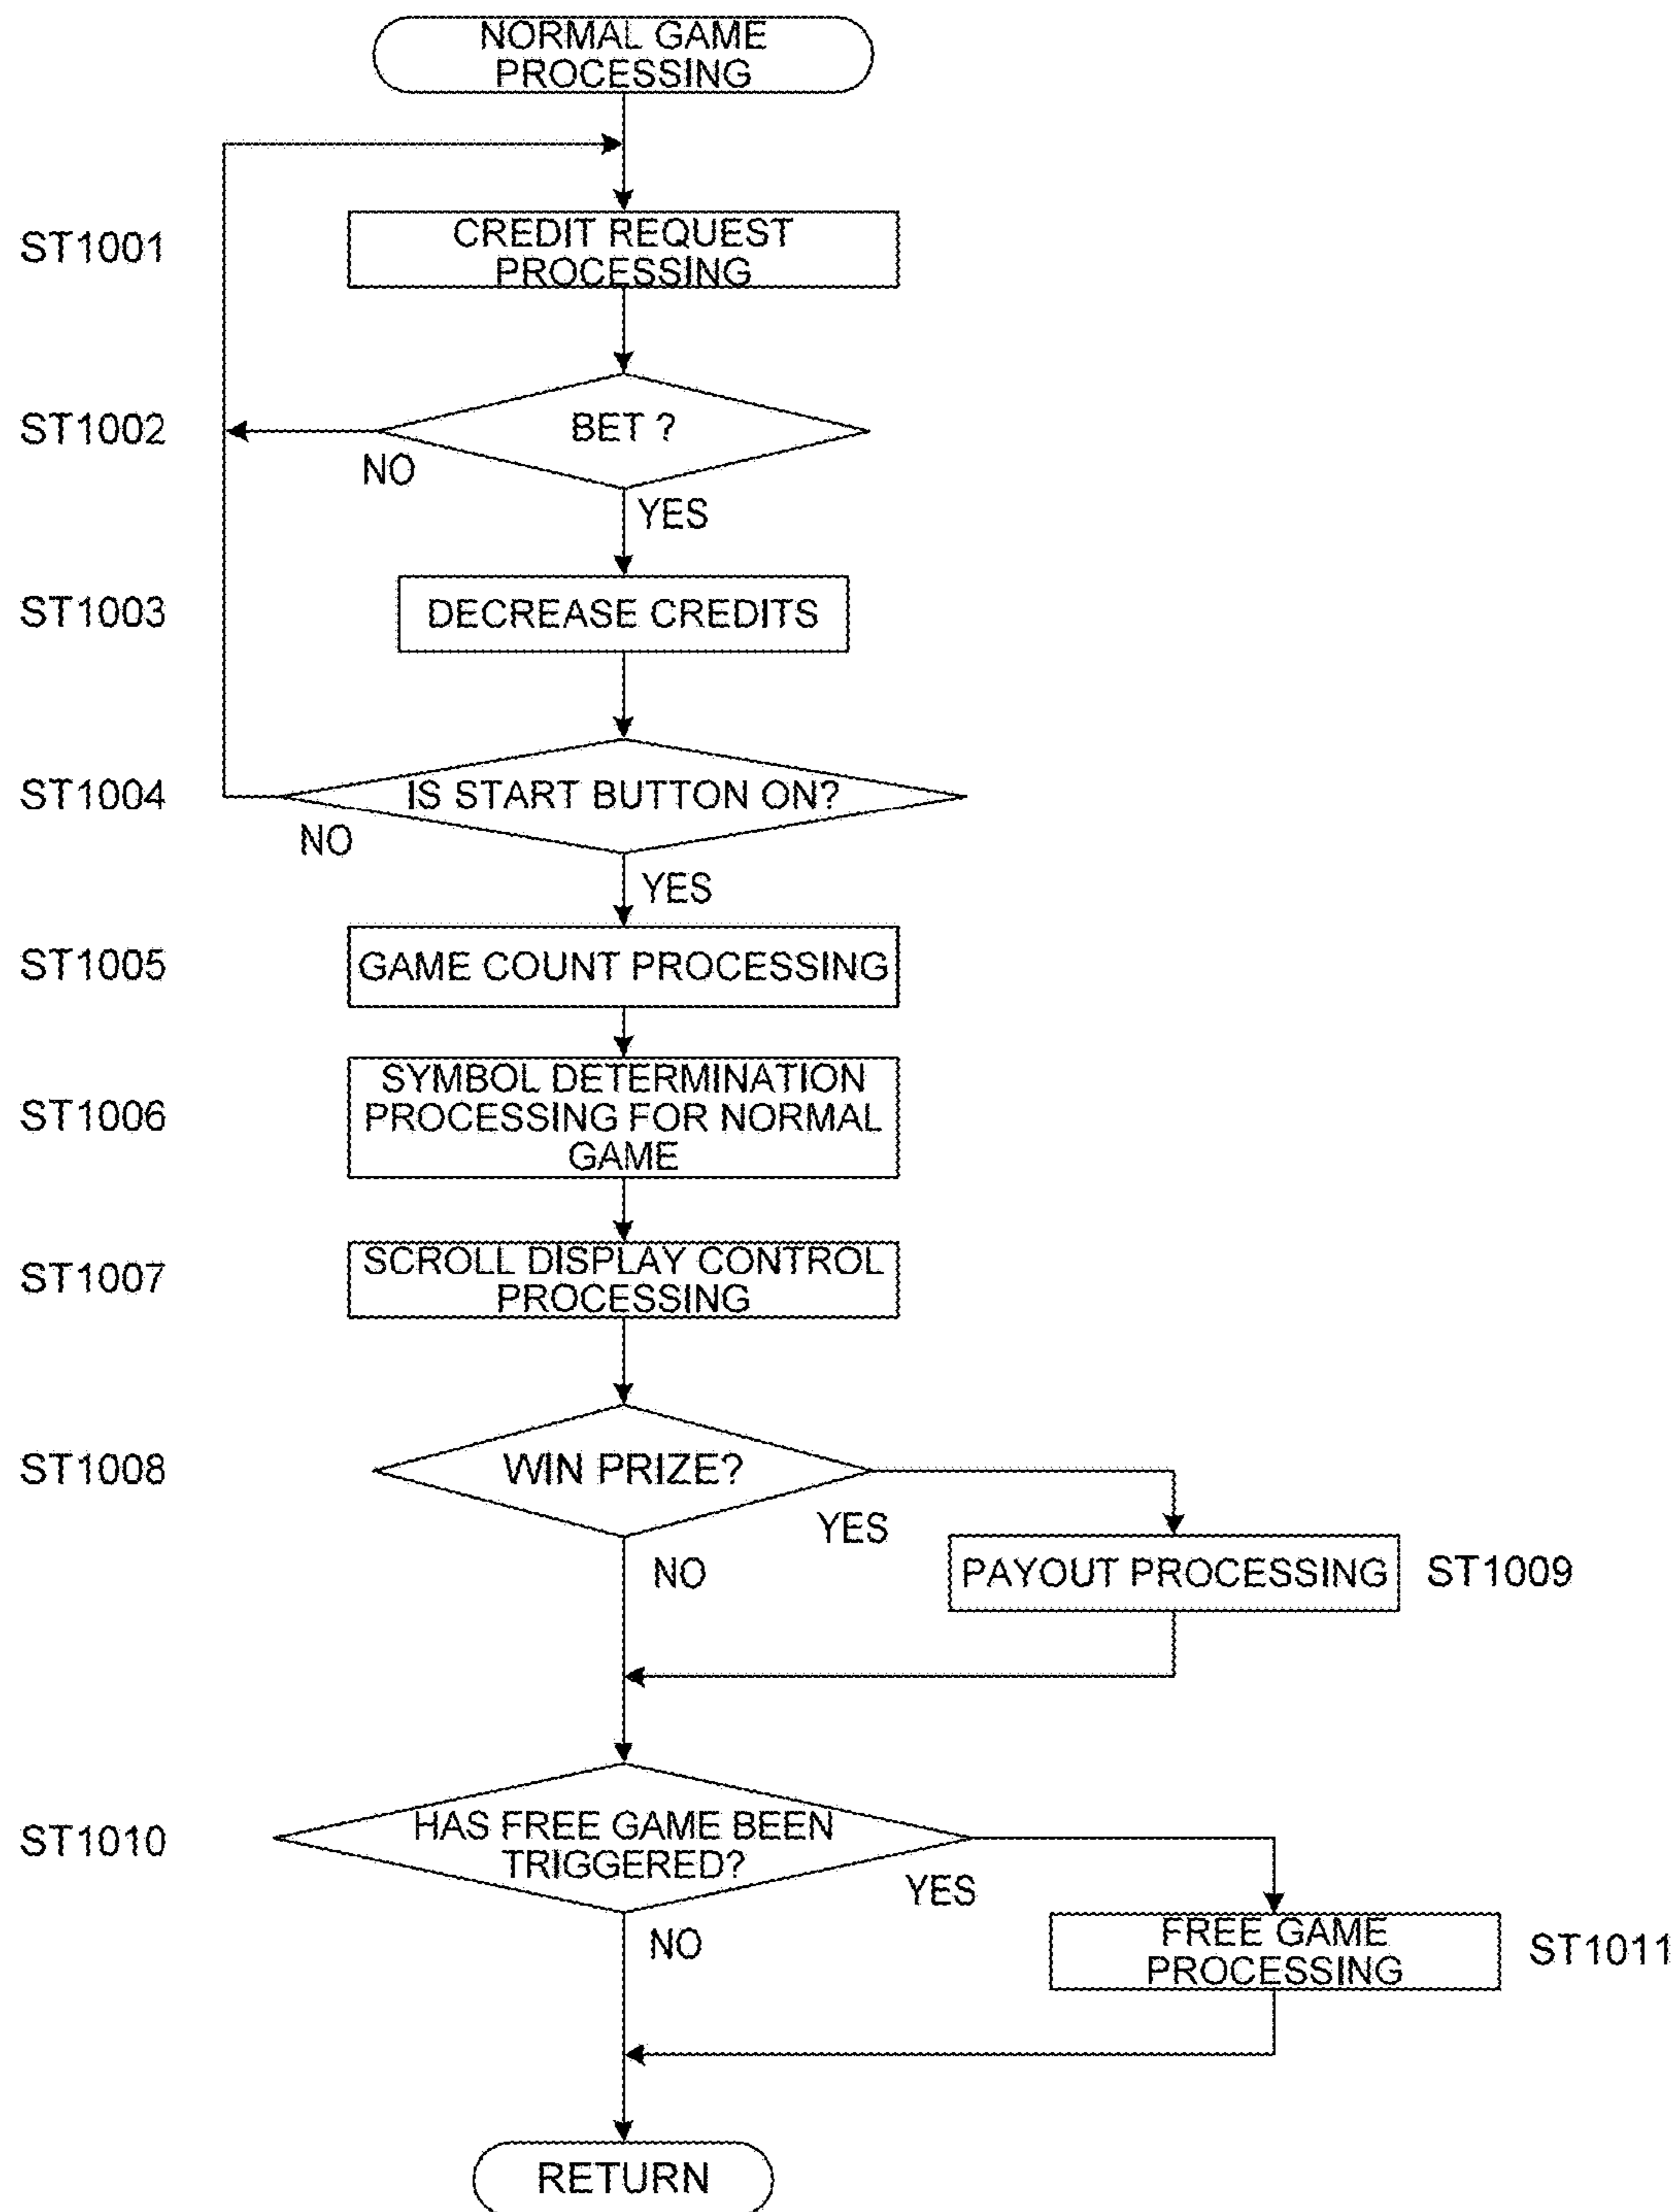 NORMAL GAME
PROCESSING
ST1001
CREDIT REQUEST
PROCESSING
ST1002
BET ?
NO
YES
ST1003
DECREASE CREDITS
ST1004
IS START BUTTON ON?
NO
YES
ST1005
GAME COUNT PROCESSING
ST1006
SYMBOL DETERMINATION
PROCESSING FOR NORMAL
GAME
ST1007
SCROLL DISPLAY CONTROL
PROCESSING
ST1008
WIN PRIZE?
YES
NO
PAYOUT PROCESSING
ST1009
ST1010
HAS FREE GAME BEEN
TRIGGERED?
YES
NO
FREE GAME
PROCESSING
ST1011
RETURN